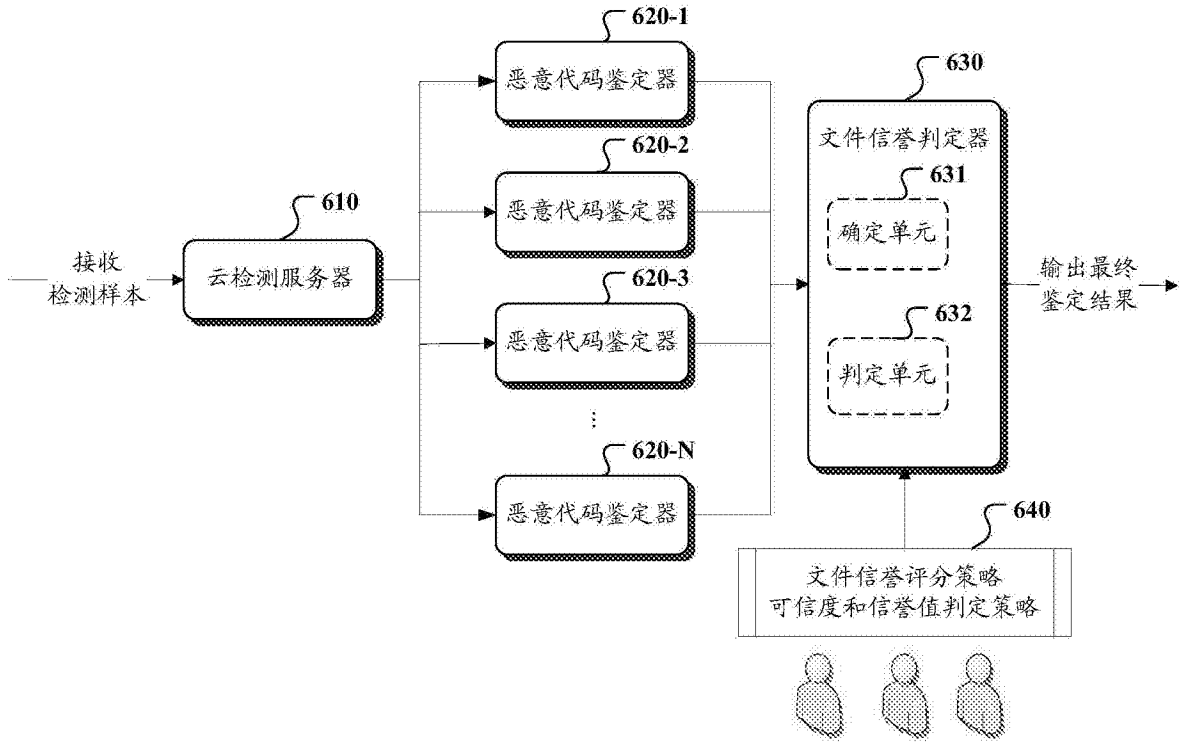 620-1
恶意代码鉴定器
620-2
恶意代码鉴定器
610
云检测服务器
接收
检测样本
620-3
恶意代码鉴定器
...
620-N
恶意代码鉴定器
630
文件信誉判定器
631
确定单元
632
判定单元
输出最终
鉴定结果
640
文件信誉评分策略
可信度和信誉值判定策略